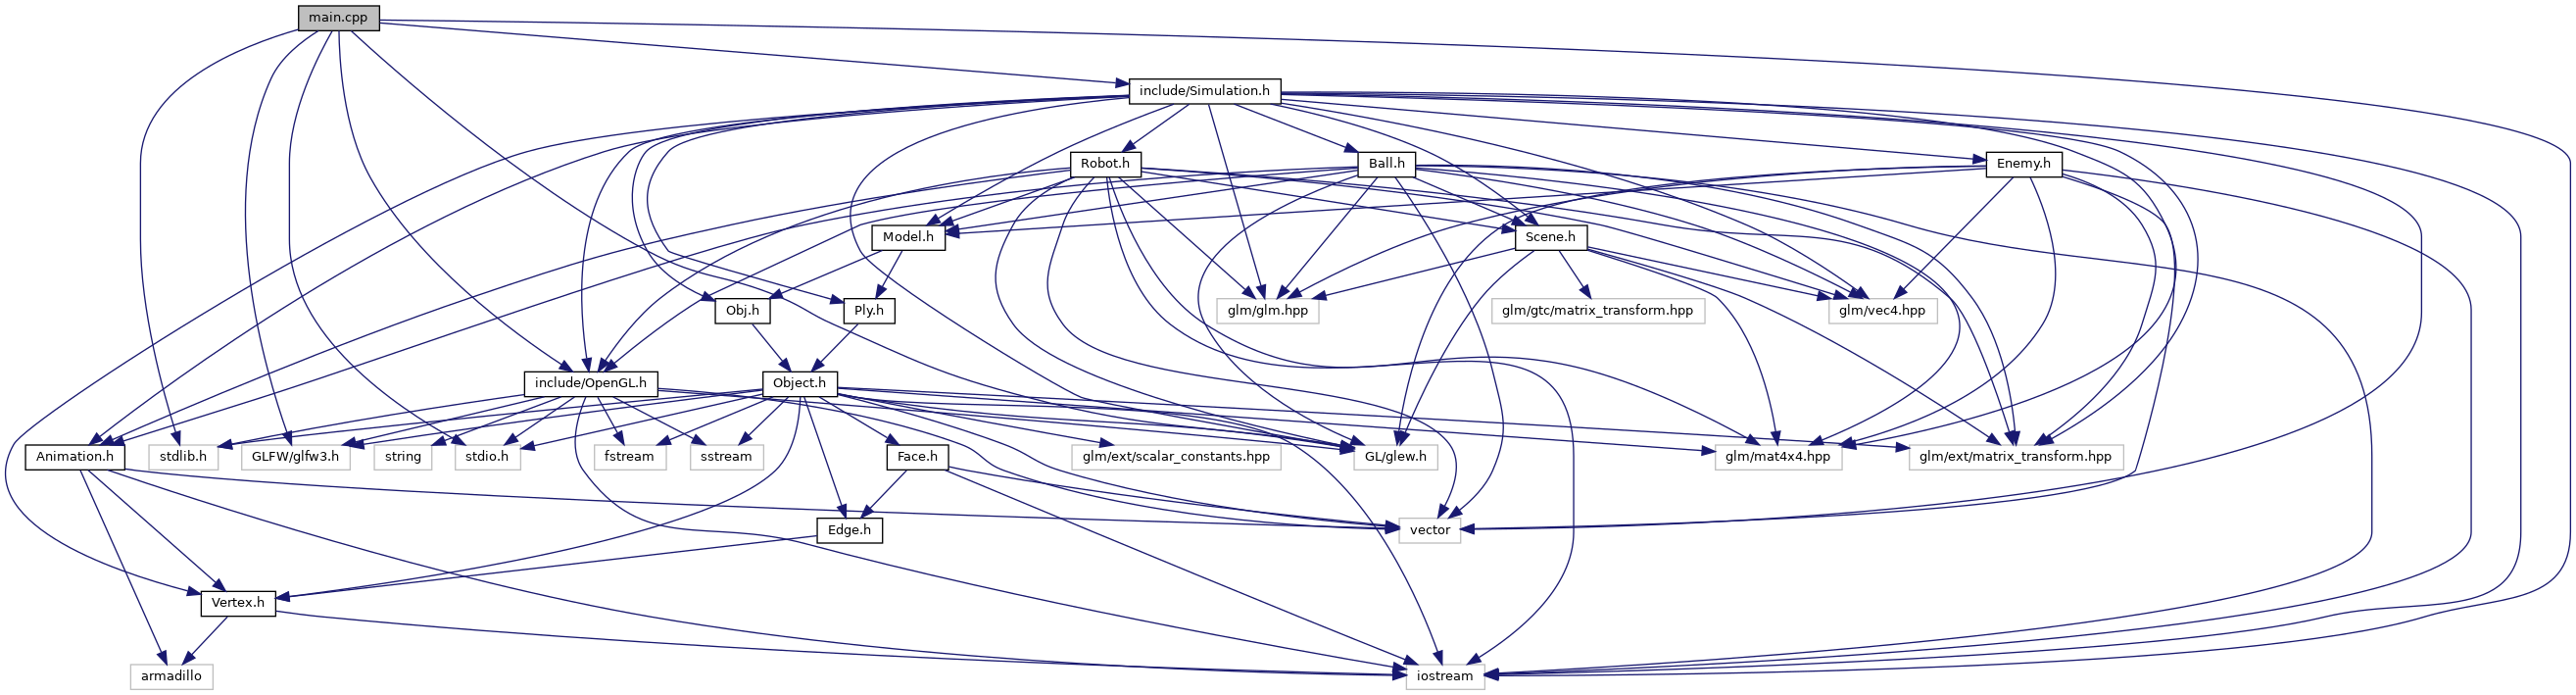 main.cpp
include/Simulation.h
Robot.h
Ball.h
Enemy.h
Model.h
Scene.h
Obj.h
Ply.h
glm/glm.hpp
glm/gtc/matrix_transform.hpp
glm/vec4.hpp
include/OpenGL.h
Object.h
Animation.h
stdlib.h
GLFW/glfw3.h
string
stdio.h
fstream
sstream
Face.h
glm/ext/scalar_constants.hpp
GL/glew.h
glm/mat4x4.hpp
glm/ext/matrix_transform.hpp
Edge.h
vector
Vertex.h
armadillo
iostream